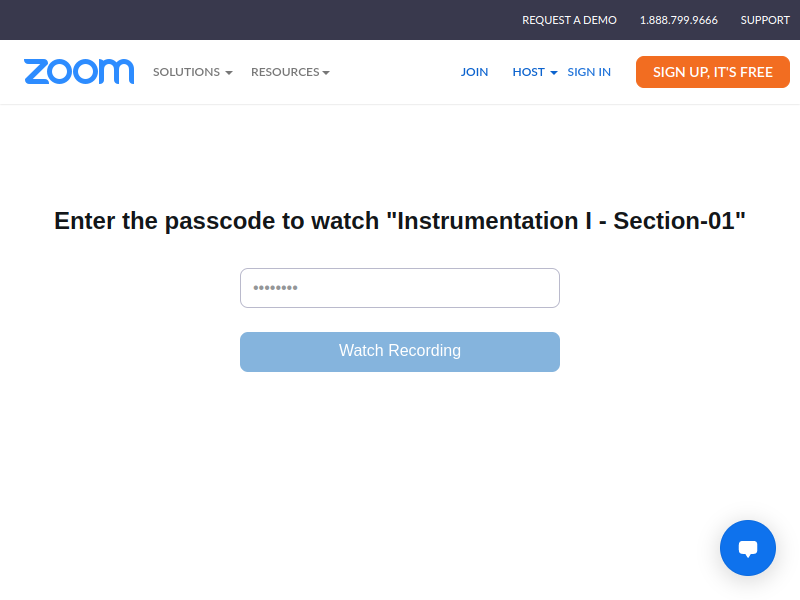 REQUEST A DEMO 1.888.799.9666 SUPPORT
zoom SOLUTIONS RESOURCES JOIN HOST SIGN IN SIGN UP, IT'S FREE
Enter the passcode to watch "Instrumentation I - Section-01"
••••••••
Watch Recording